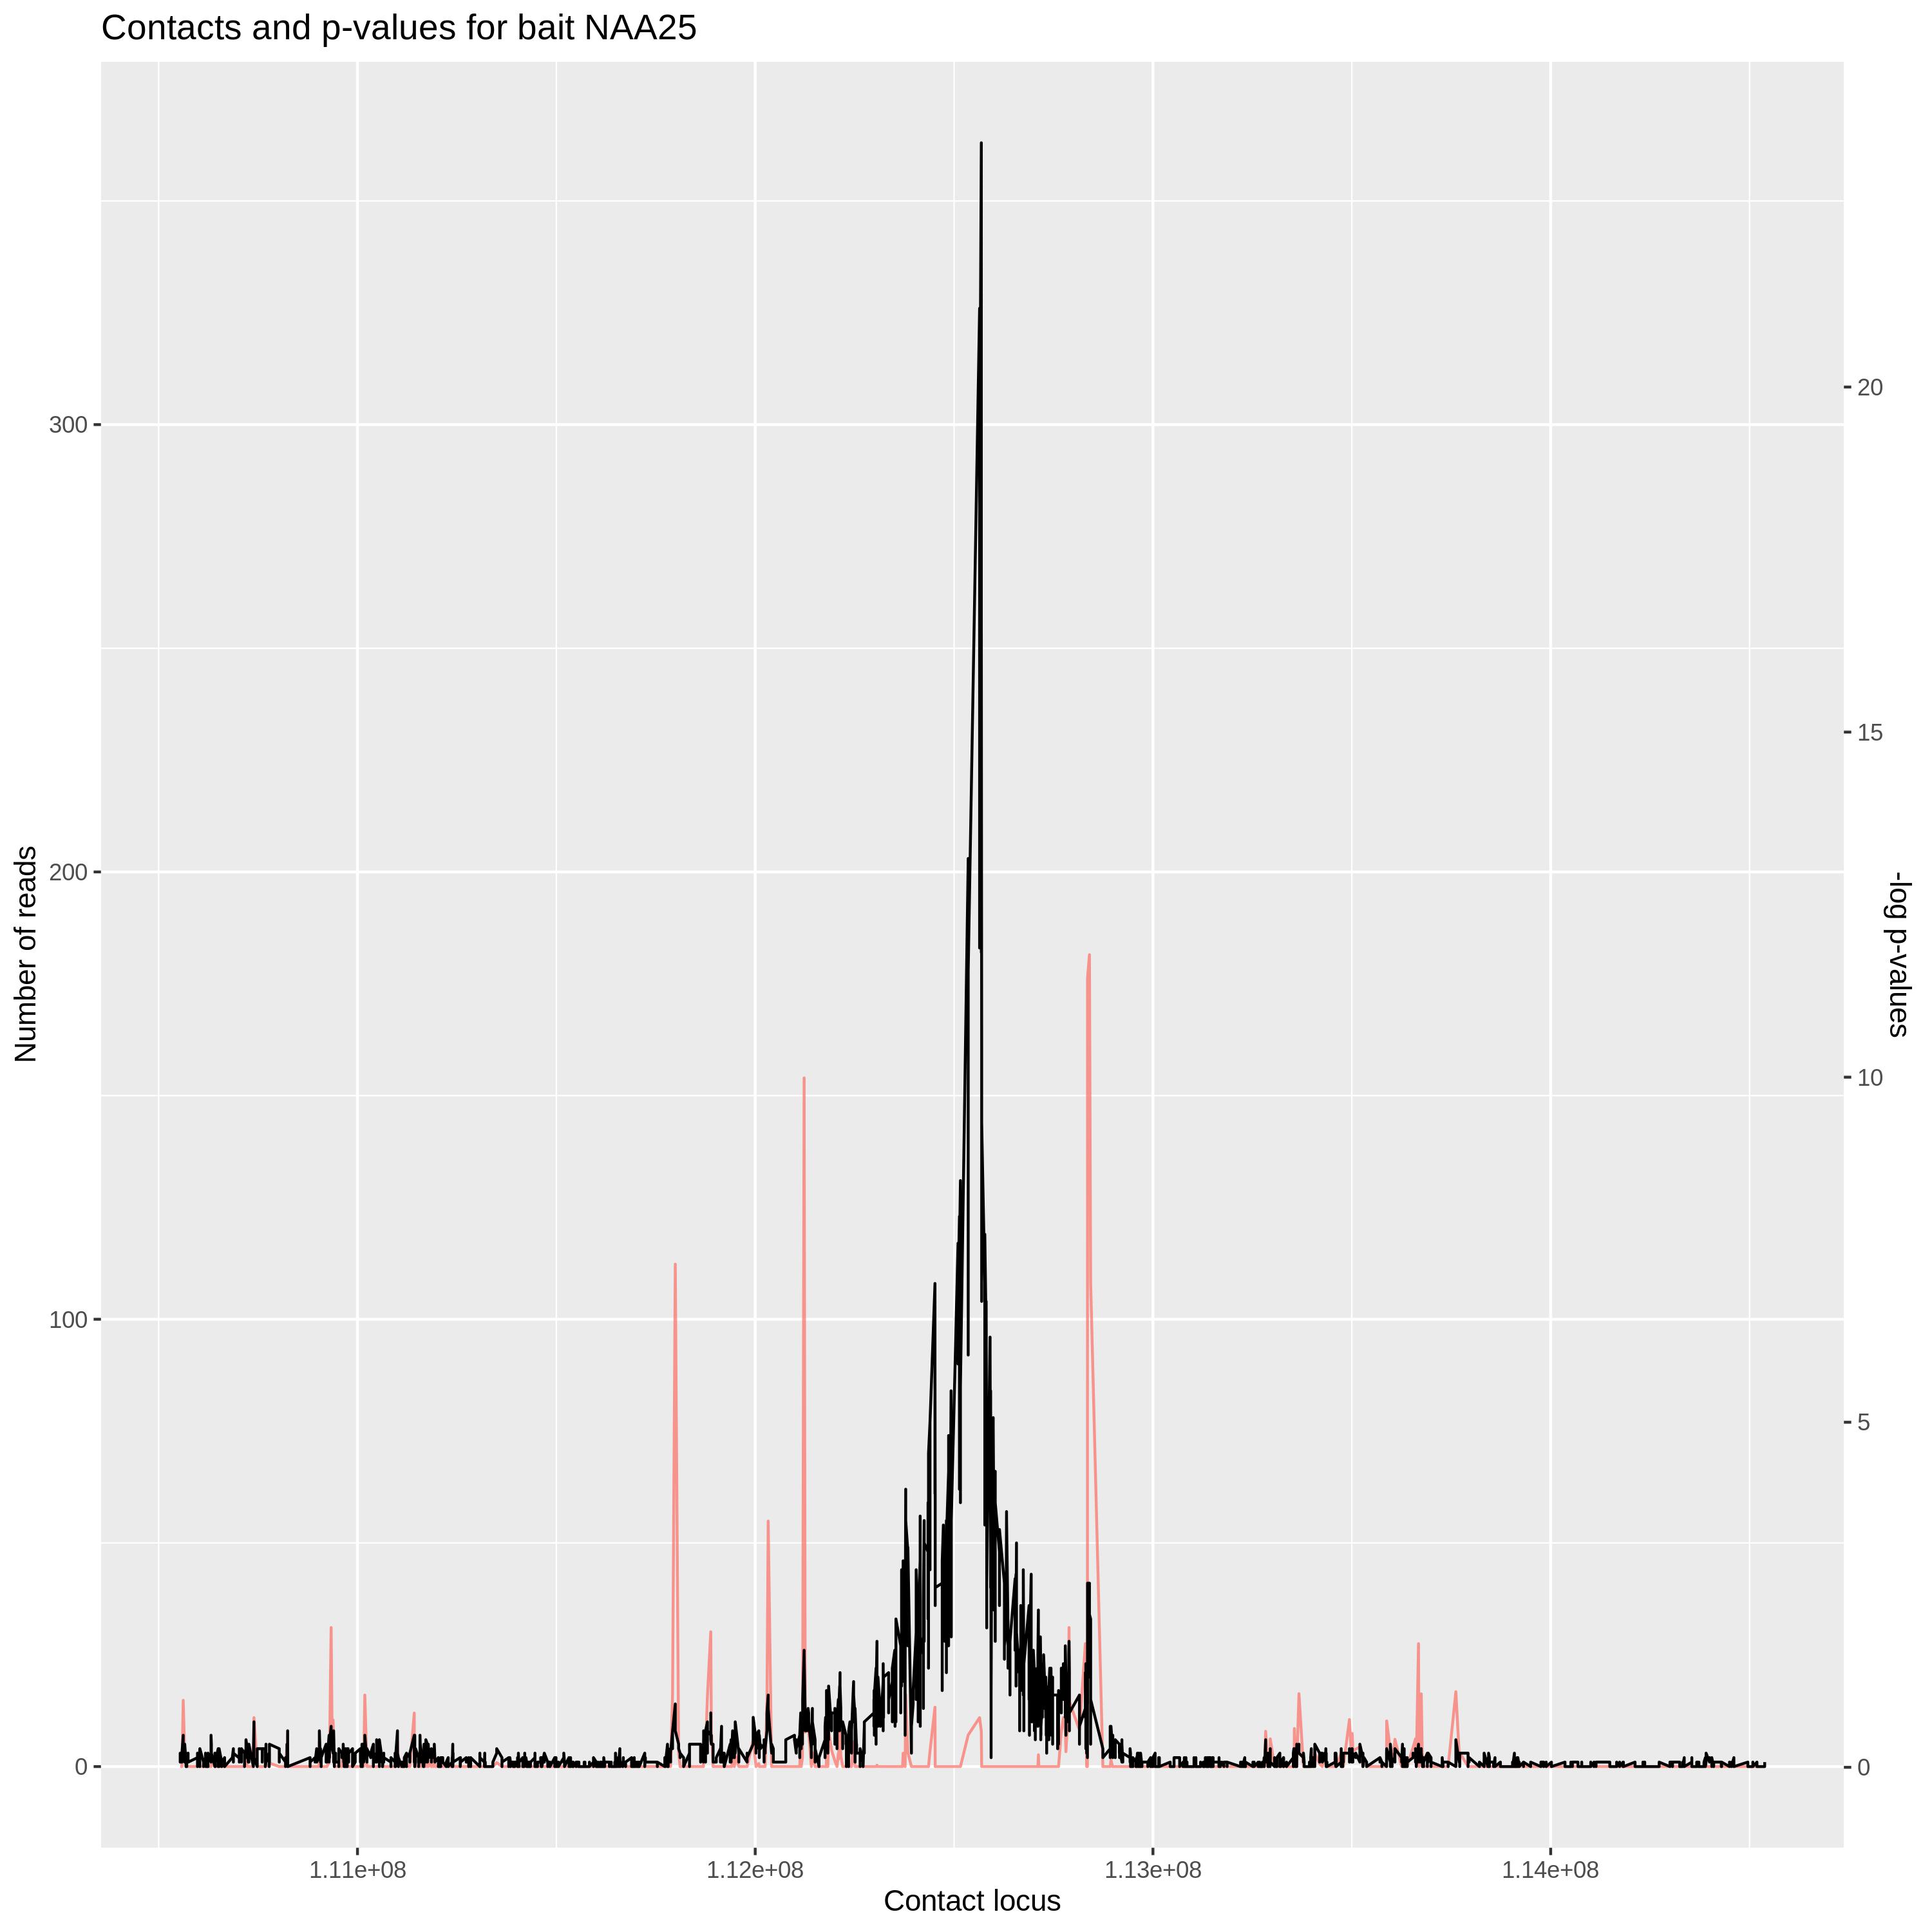 Contacts and p-values for bait NAA25
Number of reads
300
200
100
0
20
15
10
5
0
-log p-values
1.11e+08
1.12e+08
1.13e+08
1.14e+08
Contact locus